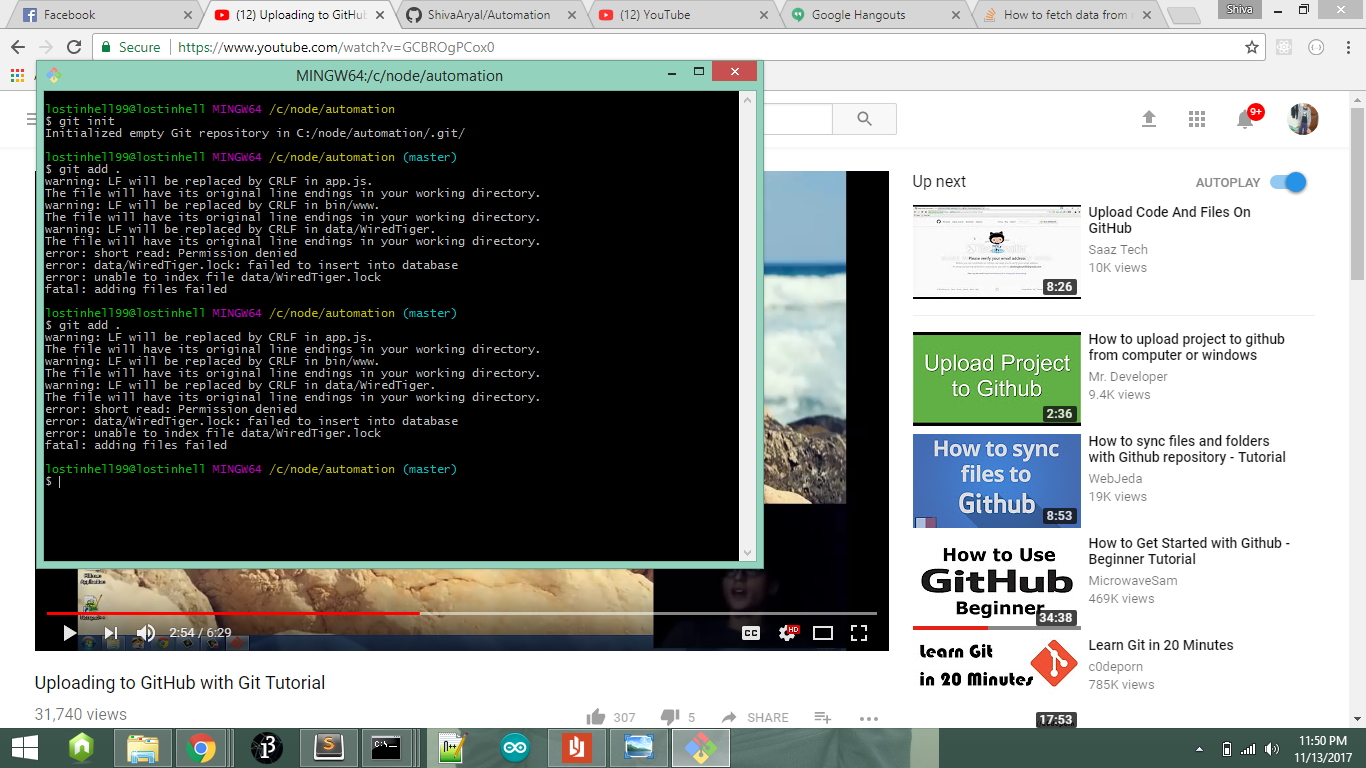 Facebook
(12) Uploading to GitHub
ShivaAryal/Automation
(12) YouTube
Google Hangouts
How to fetch data from
Shiva
Secure
https://www.youtube.com/watch?v=GCBROgPCox0
MINGW64:/c/node/automation
lostinhell99@lostinhell MINGW64 /c/node/automation
$ git init
Initialized empty Git repository in C:/node/automation/.git/
lostinhell99@lostinhell MINGW64 /c/node/automation (master)
$ git add .
warning: LF will be replaced by CRLF in app.js.
The file will have its original line endings in your working directory.
warning: LF will be replaced by CRLF in bin/www.
The file will have its original line endings in your working directory.
warning: LF will be replaced by CRLF in data/WiredTiger.
The file will have its original line endings in your working directory.
error: short read: Permission denied
error: data/WiredTiger.lock: failed to insert into database
error: unable to index file data/WiredTiger.lock
fatal: adding files failed
lostinhell99@lostinhell MINGW64 /c/node/automation (master)
$ git add .
warning: LF will be replaced by CRLF in app.js.
The file will have its original line endings in your working directory.
warning: LF will be replaced by CRLF in bin/www.
The file will have its original line endings in your working directory.
warning: LF will be replaced by CRLF in data/WiredTiger.
The file will have its original line endings in your working directory.
error: short read: Permission denied
error: data/WiredTiger.lock: failed to insert into database
error: unable to index file data/WiredTiger.lock
fatal: adding files failed
lostinhell99@lostinhell MINGW64 /c/node/automation (master)
$
9+
2:54 / 6:29
CC
HD
Uploading to GitHub with Git Tutorial
31,740 views
307
5
SHARE
Up next
AUTOPLAY
8:26
Upload Code And Files On
GitHub
Saaz Tech
10K views
Upload Project
to Github
2:36
How to upload project to github
from computer or windows
Mr. Developer
9.4K views
How to sync
files to
Github
8:53
How to sync files and folders
with Github repository - Tutorial
WebJeda
19K views
How to Use
GitHub
Beginner
34:38
How to Get Started with Github -
Beginner Tutorial
MicrowaveSam
469K views
Learn Git
in 20 Minutes
17:53
Learn Git in 20 Minutes
c0deporn
785K views
11:50 PM
11/13/2017